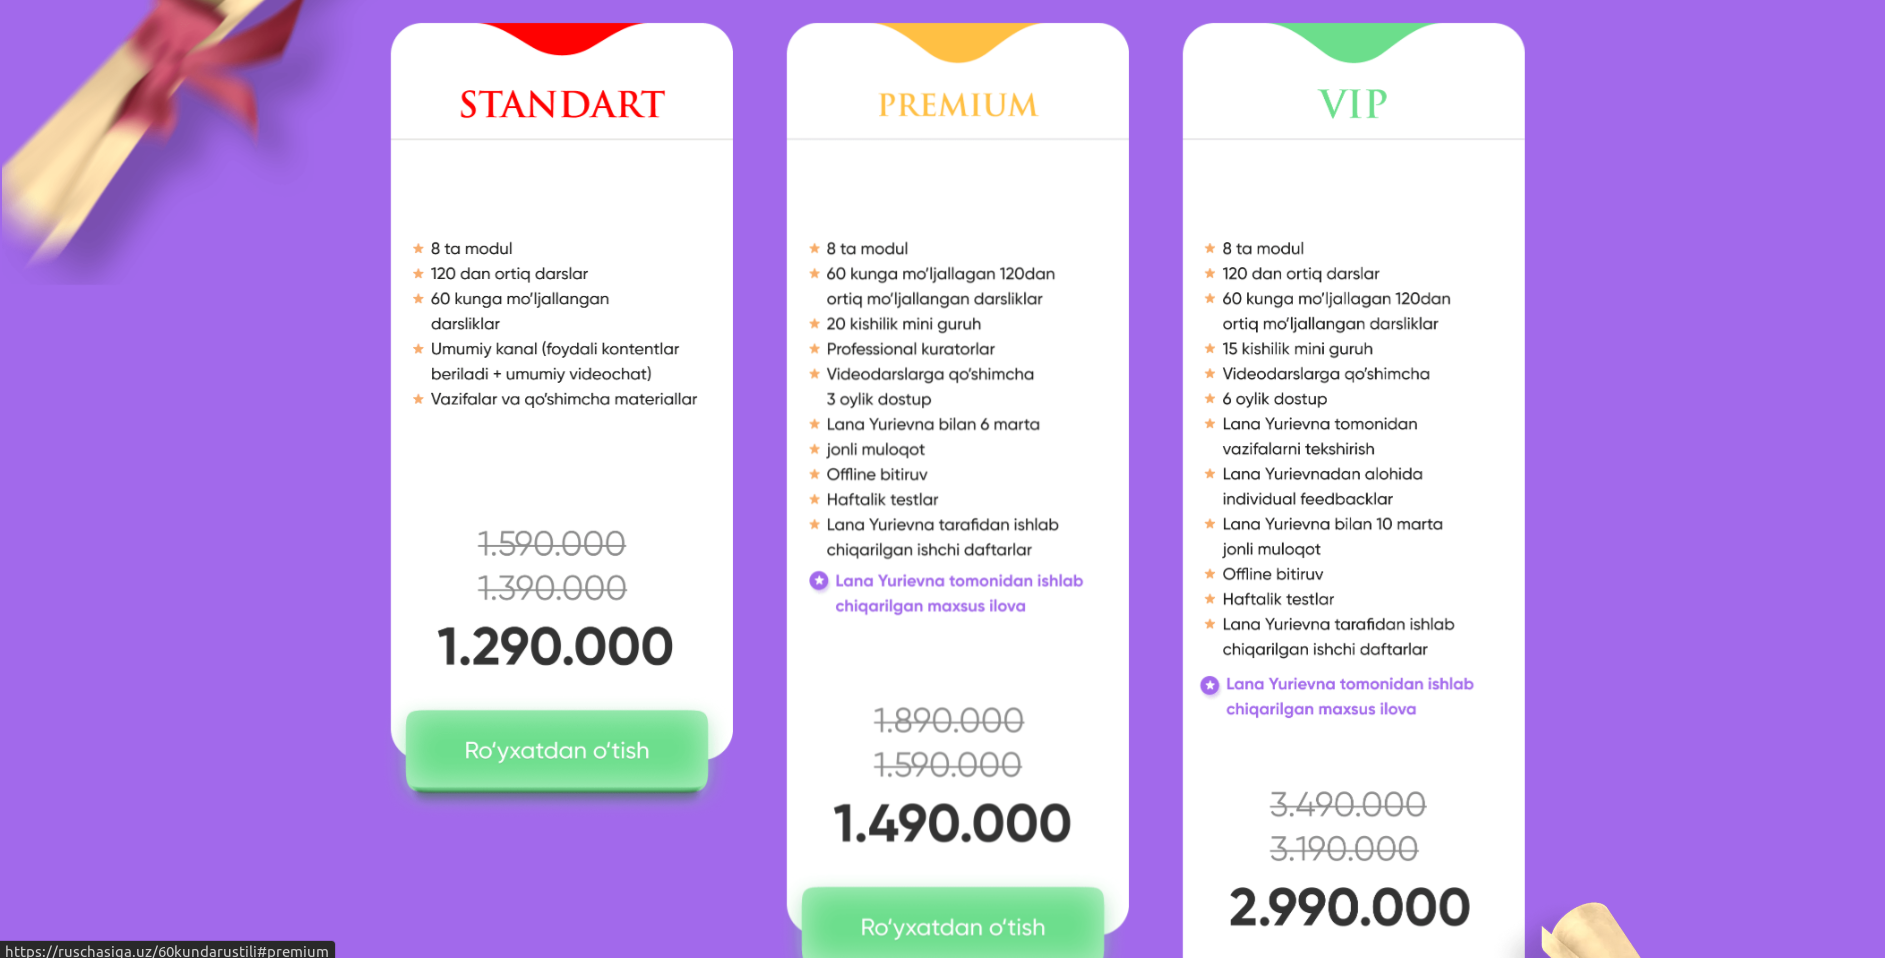 STANDART
8 ta modul
120 dan ortiq darslar
60 kunga mo‘ljallangan
darsliklar
Umumiy kanal (foydali kontentlar
beriladi + umumiy videochat)
Vazifalar va qo‘shimcha materiallar
1.590.000
1.390.000
1.290.000
Ro‘yxatdan o‘tish
PREMIUM
8 ta modul
60 kunga mo‘ljallagan 120dan
ortiq mo‘ljallangan darsliklar
20 kishilik mini guruh
Professional kuratorlar
Videodarslarga qo‘shimcha
3 oylik dostup
Lana Yurievna bilan 6 marta
jonli muloqot
Offline bitiruv
Haftalik testlar
Lana Yurievna tarafidan ishlab
chiqarilgan ishchi daftarlar
Lana Yurievna tomonidan ishlab
chiqarilgan maxsus ilova
1.890.000
1.590.000
1.490.000
Ro‘yxatdan o‘tish
VIP
8 ta modul
120 dan ortiq darslar
60 kunga mo‘ljallagan 120dan
ortiq mo‘ljallangan darsliklar
15 kishilik mini guruh
Videodarslarga qo‘shimcha
6 oylik dostup
Lana Yurievna tomonidan
vazifalarni tekshirish
Lana Yurievnadan alohida
individual feedbacklar
Lana Yurievna bilan 10 marta
jonli muloqot
Offline bitiruv
Haftalik testlar
Lana Yurievna tarafidan ishlab
chiqarilgan ishchi daftarlar
Lana Yurievna tomonidan ishlab
chiqarilgan maxsus ilova
3.490.000
3.190.000
2.990.000
https://ruschasiga.uz/60kundarustili#premium